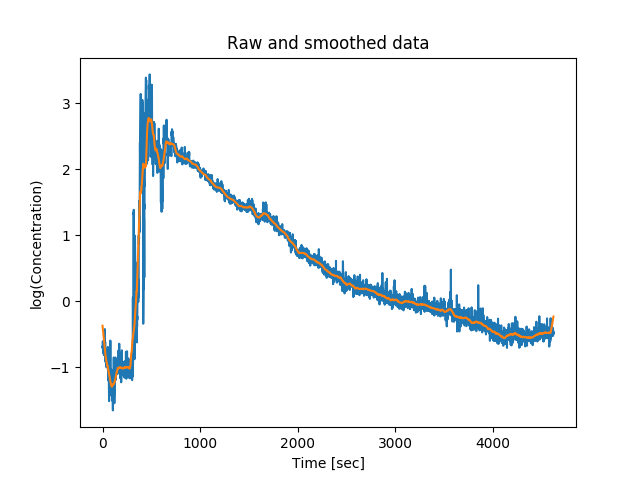 Raw and smoothed data
log(Concentration)
3
2
1
0
−1
0 1000 2000 3000 4000
Time [sec]